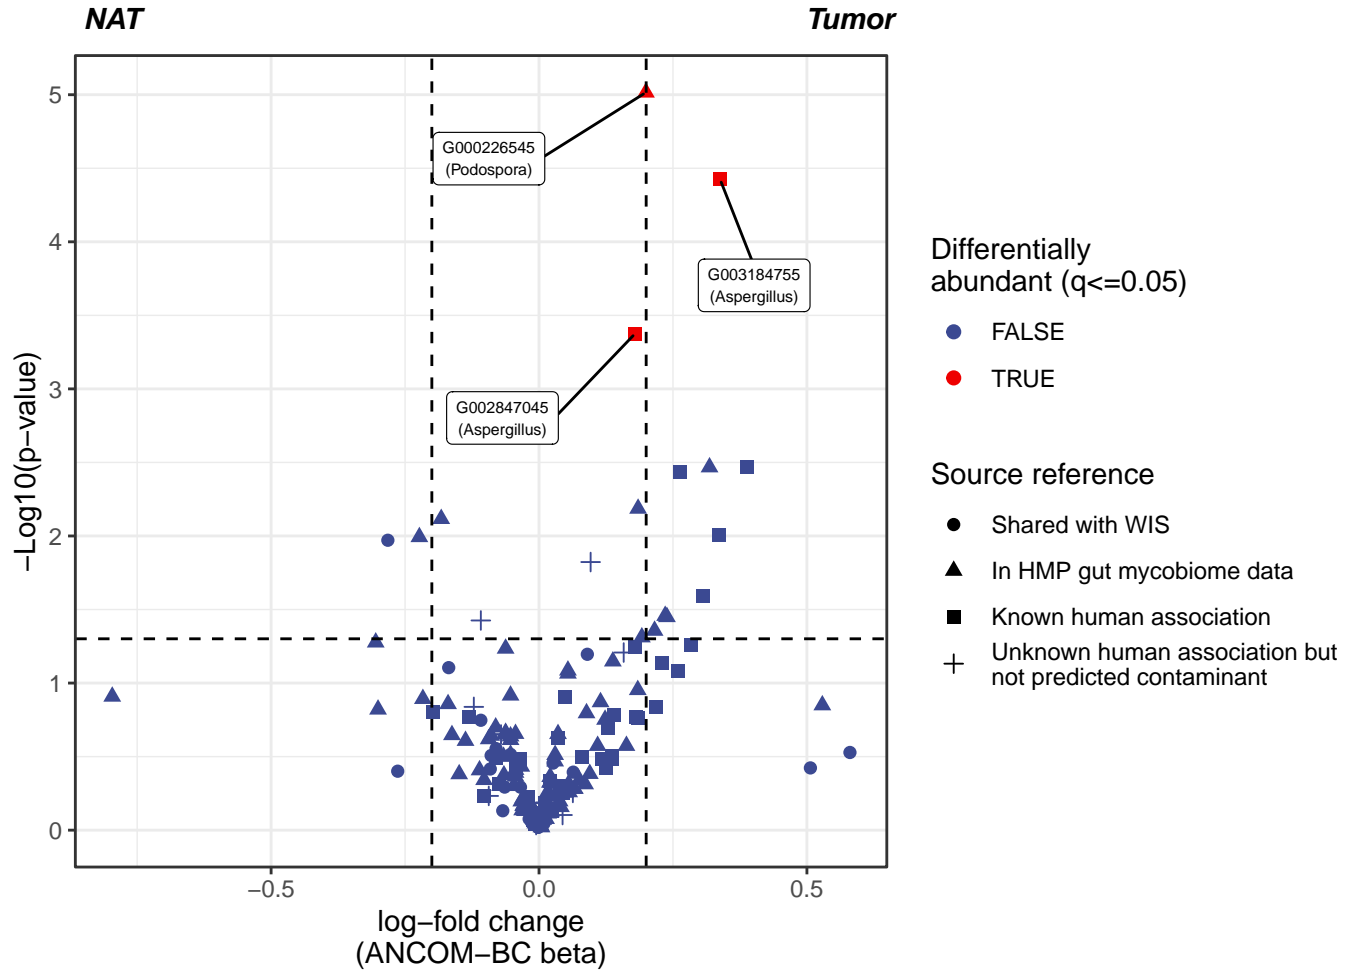 NAT
Tumor
5
4
3
2
1
0
−Log10(p−value)
G000226545
(Podospora)
G003184755
(Aspergillus)
G002847045
(Aspergillus)
−0.5
0.0
0.5
log−fold change
(ANCOM−BC beta)
Differentially
abundant (q<=0.05)
FALSE
TRUE
Source reference
Shared with WIS
In HMP gut mycobiome data
Known human association
Unknown human association but
not predicted contaminant